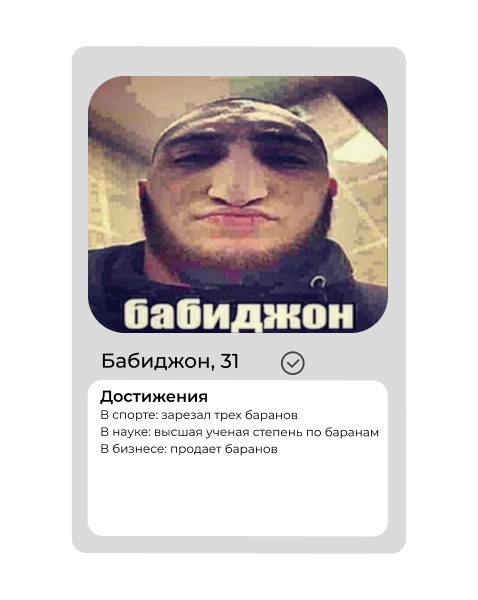 бабиджон
Бабиджон, 31
Достижения
В спорте: зарезал трех баранов
В науке: высшая ученая степень по баранам
В бизнесе: продает баранов